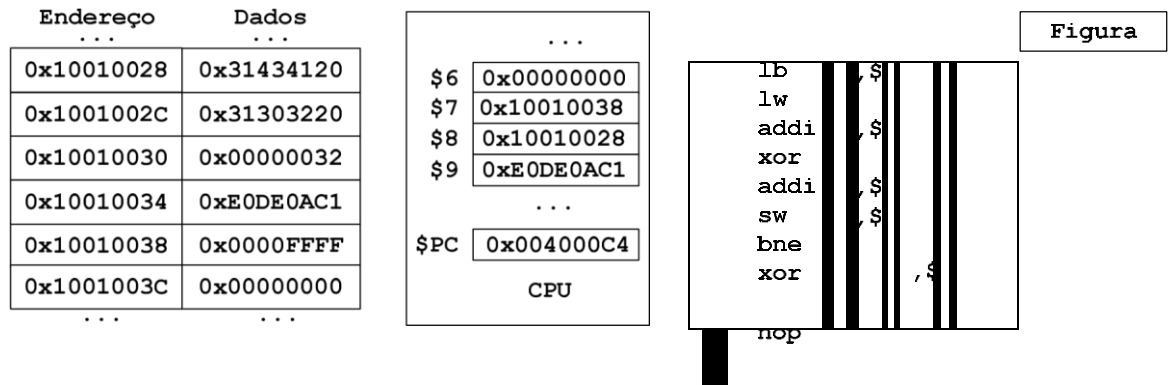 Endereço Dados
... ...
0x10010028 0x31434120
0x1001002C 0x31303220
0x10010030 0x00000032
0x10010034 0xE0DE0AC1
0x10010038 0x0000FFFF
0x1001003C 0x00000000
... ...
...
$6 0x00000000
$7 0x10010038
$8 0x10010028
$9 0xE0DE0AC1
...
$PC 0x004000C4
CPU
Figura
lb ,$
lw
addi ,$
xor
addi ,$
sw ,$
bne
xor ,$
nop